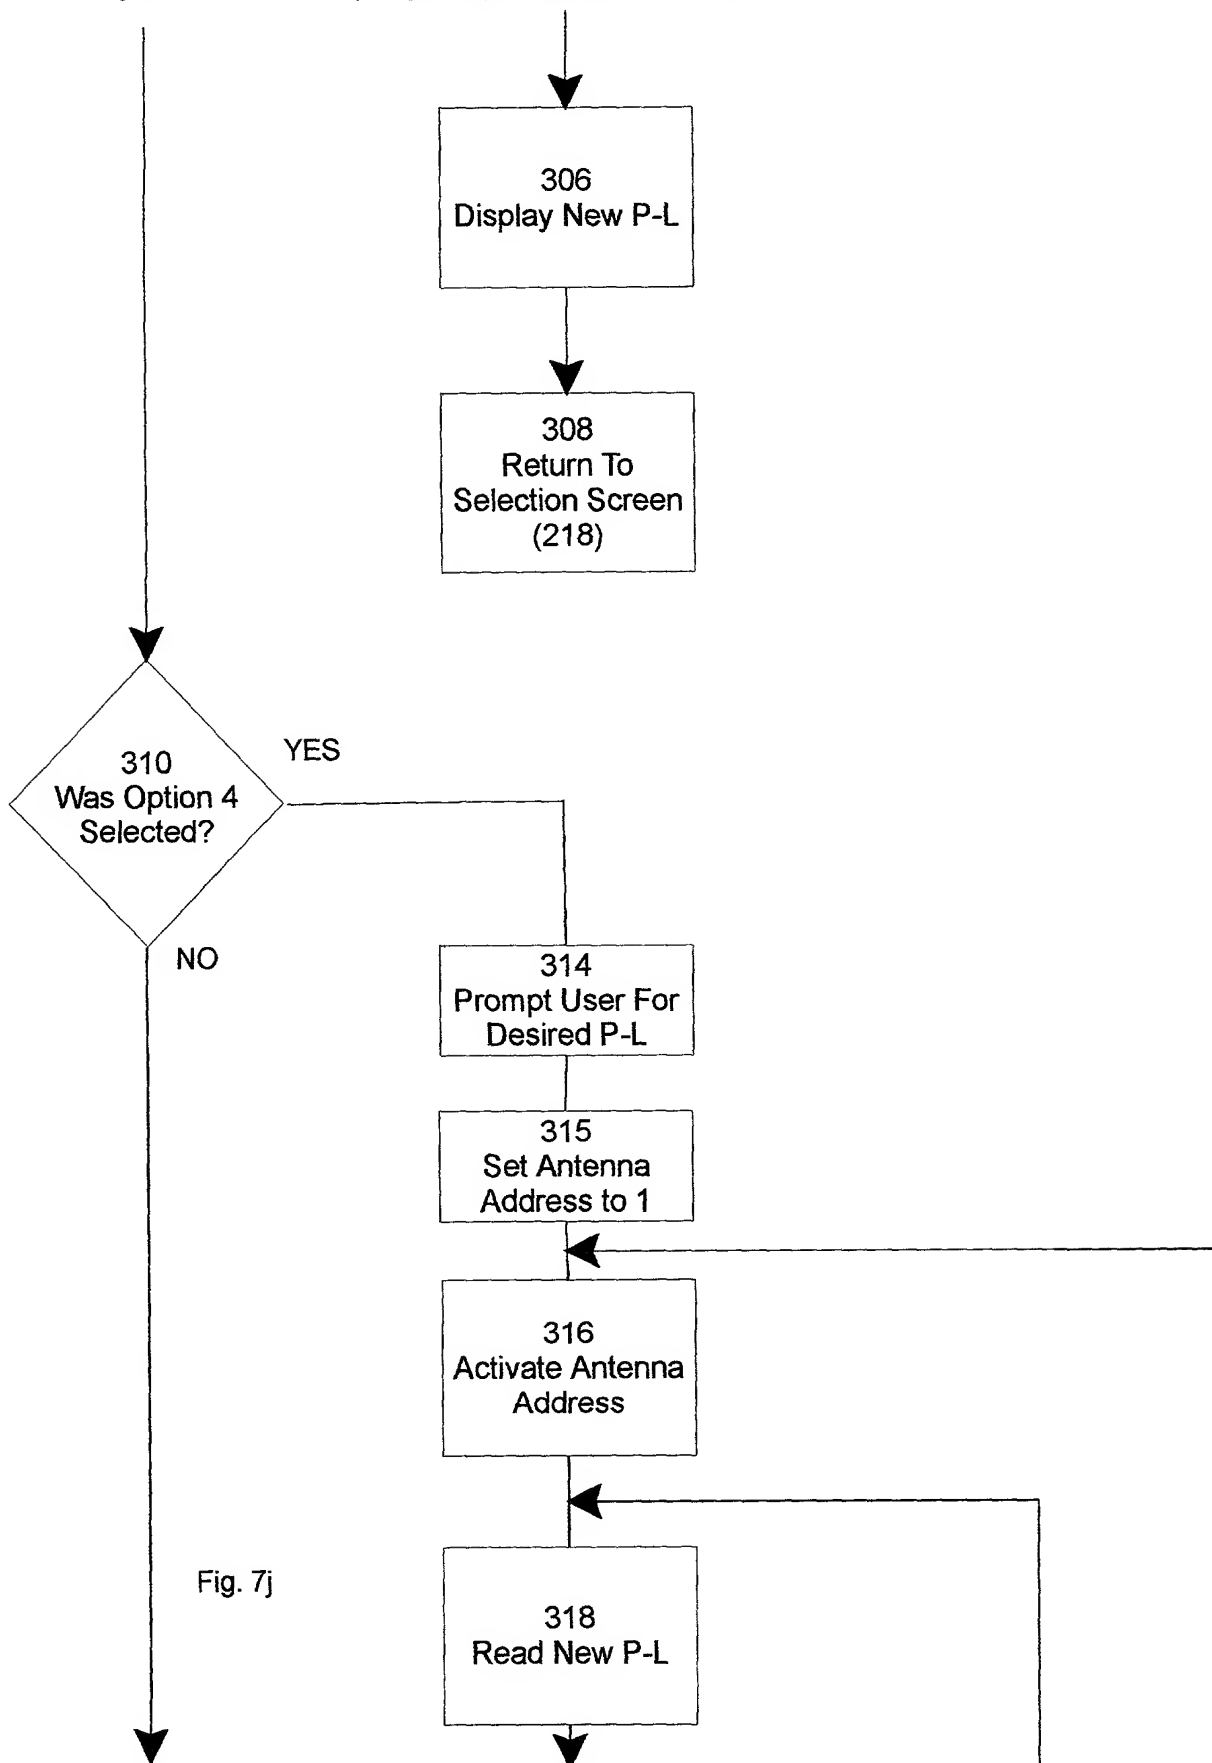 306
Display New P-L
308
Return To
Selection Screen
(218)
310
Was Option 4
Selected?
YES
NO
314
Prompt User For
Desired P-L
315
Set Antenna
Address to 1
316
Activate Antenna
Address
318
Read New P-L
Fig. 7j